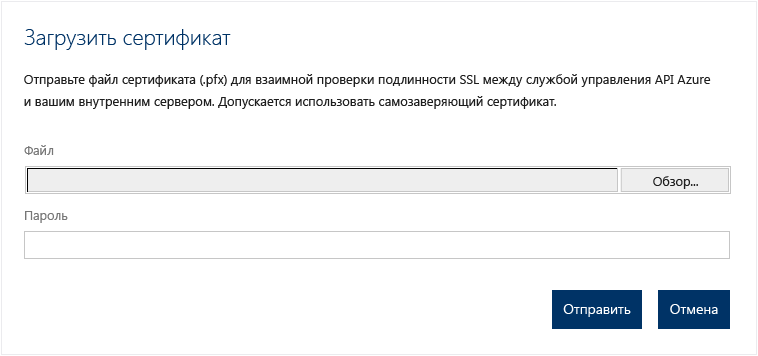 Загрузить сертификат
Отправьте файл сертификата (.pfx) для взаимной проверки подлинности SSL между службой управления API Azure
и вашим внутренним сервером. Допускается использовать самозаверяющий сертификат.
Файл
Обзор...
Пароль
Отправить Отмена